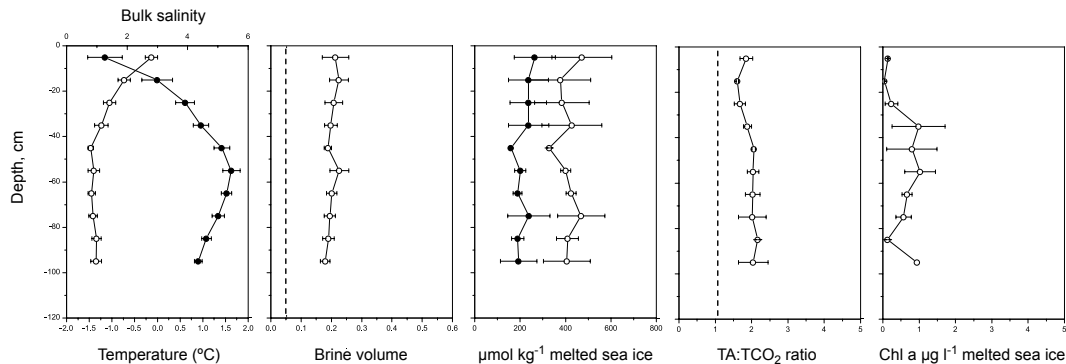 Bulk salinity
0 1 2 3 4 5 6
Depth, cm
0
−20
−40
−60
−80
−100
−120
−2.0 −1.5 −1.0 −0.5 0.0 0.5 1.0 1.5 2.0
0.0 0.1 0.2 0.3 0.4 0.5 0.6
0 200 400 600 800
0 1 2 3 4 5
0 1 2 3 4 5
Temperature (ºC)
Brine volume
µmol kg⁻¹ melted sea ice
TA:TCO₂ ratio
Chl a µg l⁻¹ melted sea ice